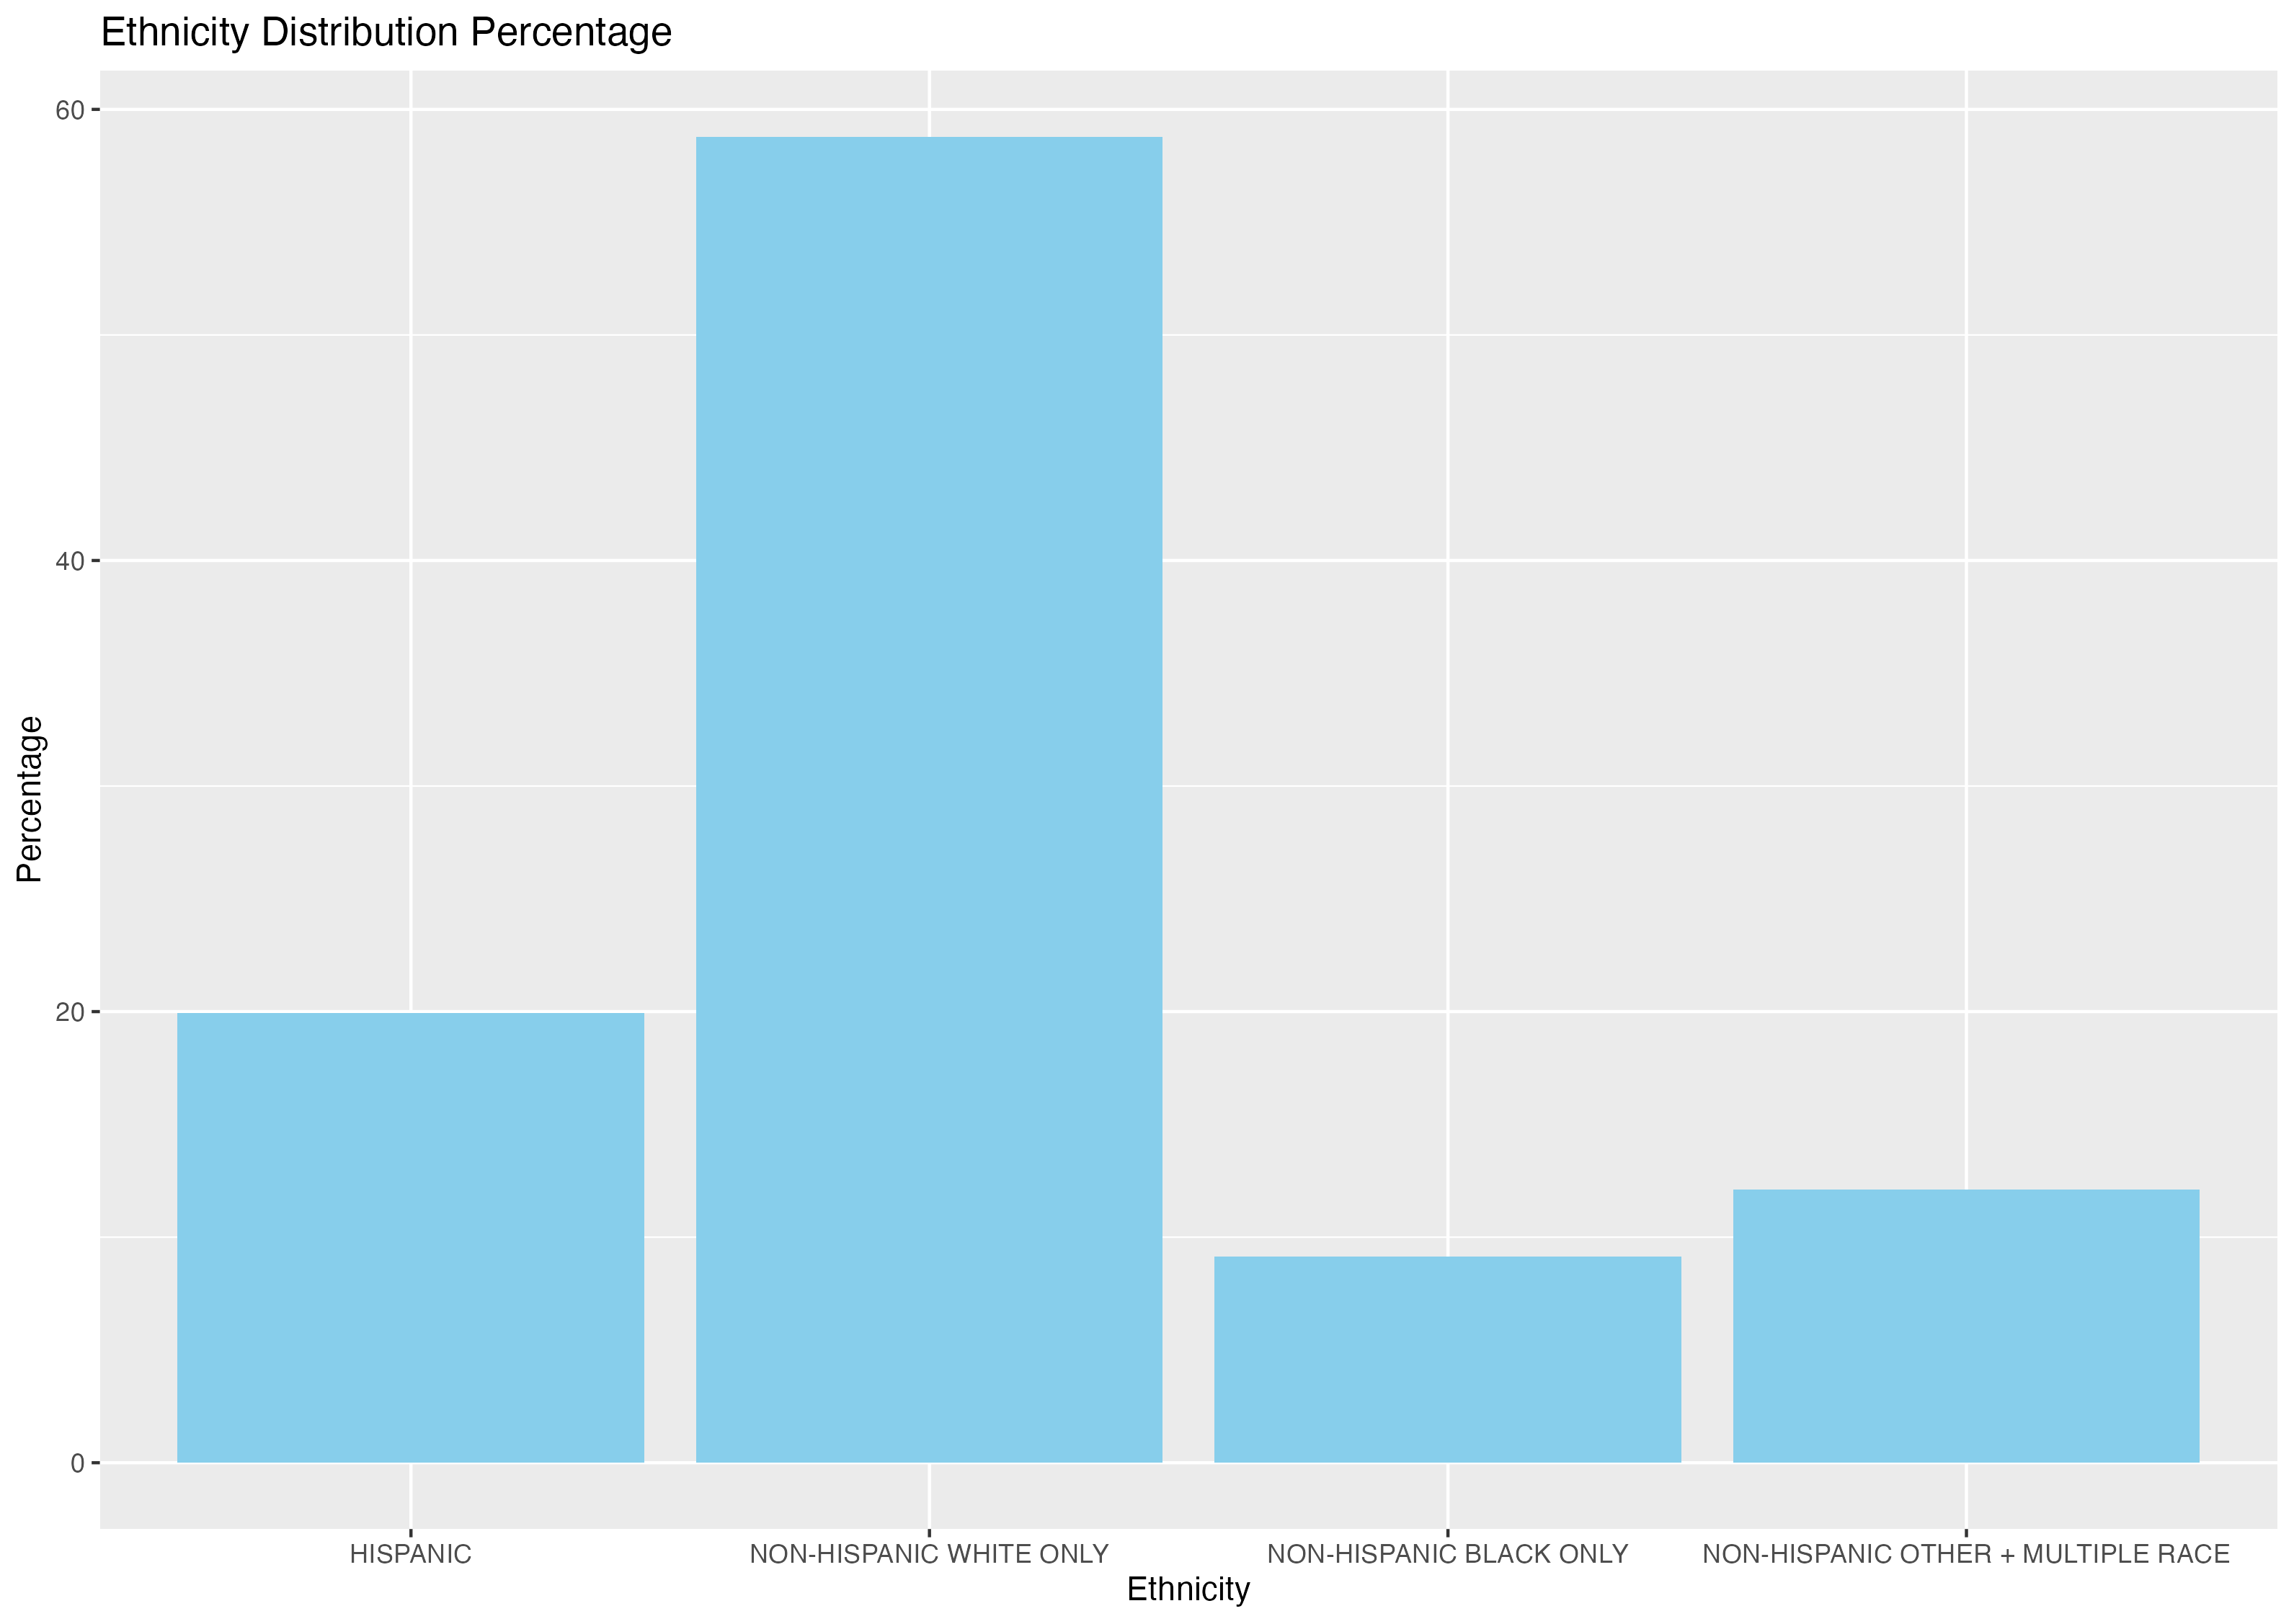 Ethnicity Distribution Percentage
60
40
20
0
Percentage
HISPANIC
NON-HISPANIC WHITE ONLY
NON-HISPANIC BLACK ONLY
NON-HISPANIC OTHER + MULTIPLE RACE
Ethnicity